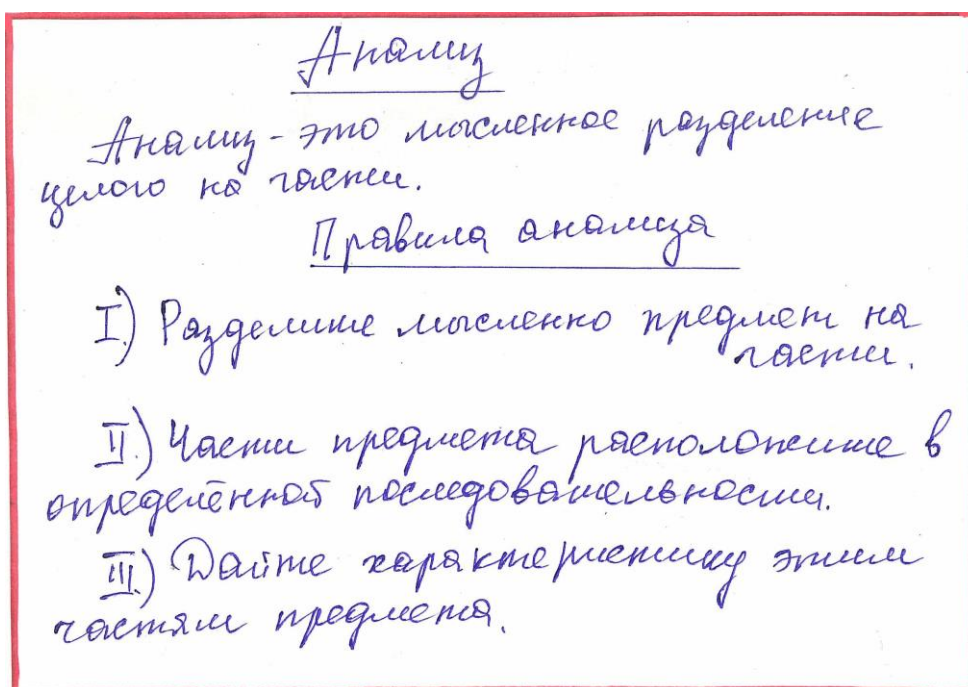 Анализ
Анализ - это мысленное разделение
целого на части.
Правила анализа
I.) Разделите мысленно предмет на
части.
II.) Части предмета расположите в
определённой последовательности.
III.) Дайте характеристику этим
частям предмета.